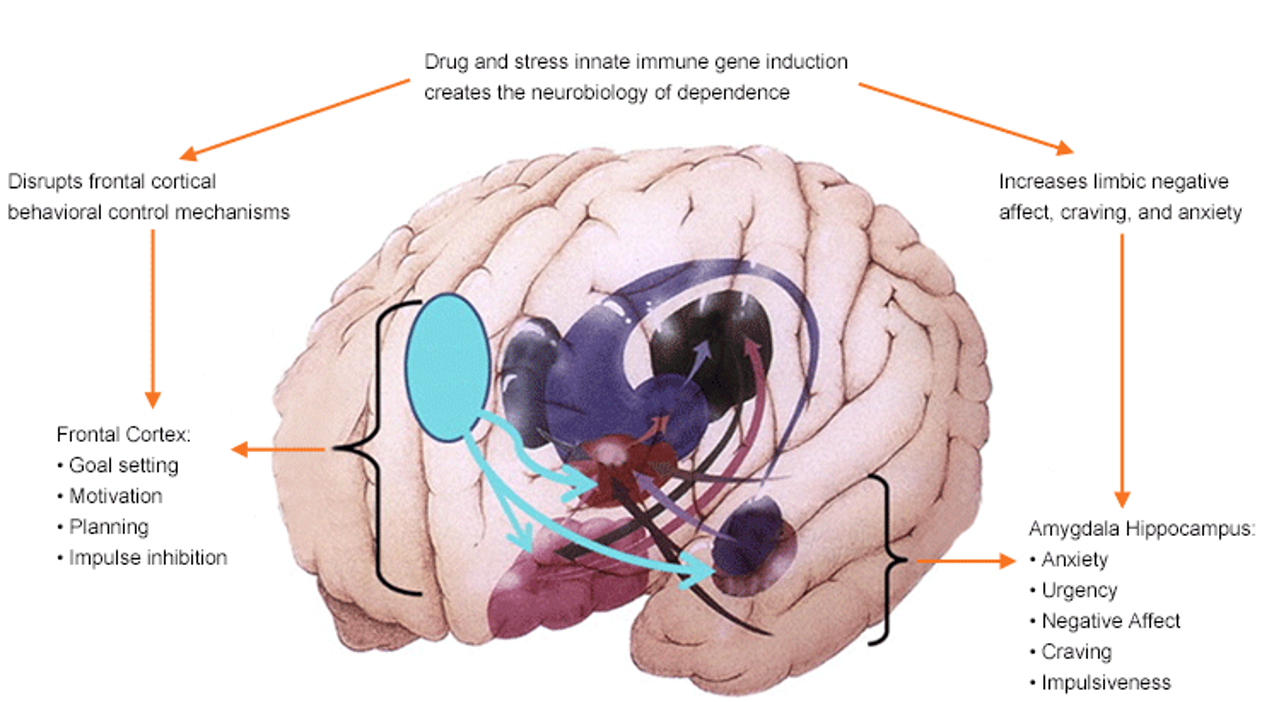 Drug and stress innate immune gene induction
creates the neurobiology of dependence
Disrupts frontal cortical
behavioral control mechanisms
Increases limbic negative
affect, craving, and anxiety
Frontal Cortex:
• Goal setting
• Motivation
• Planning
• Impulse inhibition
Amygdala Hippocampus:
• Anxiety
• Urgency
• Negative Affect
• Craving
• Impulsiveness